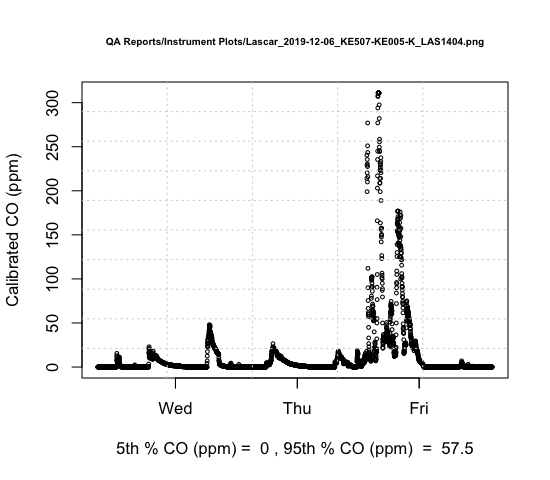 QA Reports/Instrument Plots/Lascar_2019-12-06_KE507-KE005-K_LAS1404.png
Calibrated CO (ppm)
300
250
200
150
100
50
0
Wed Thu Fri
5th % CO (ppm) = 0 , 95th % CO (ppm) = 57.5